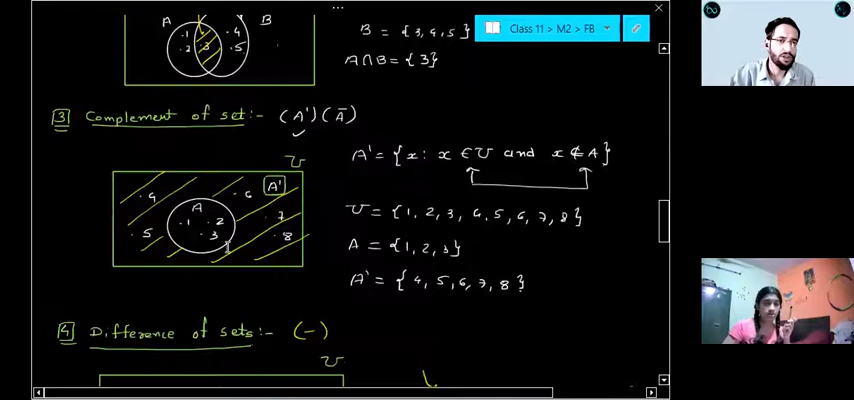 A B
.1 .4
.2 .3 .5
B = {3,4,5}
A∩B = {3}
Class 11 > M2 > FB
[3] Complement of set:- (A') (Ā)
A' = {x: x ∈ U and x ∉ A}
U
A'
.4 .6
A
.1 .2 .7
.5 .3 .8
U = {1, 2, 3, 4, 5, 6, 7, 8}
A = {1, 2, 3}
A' = {4, 5, 6, 7, 8}
[4] Difference of sets:- (-)
U